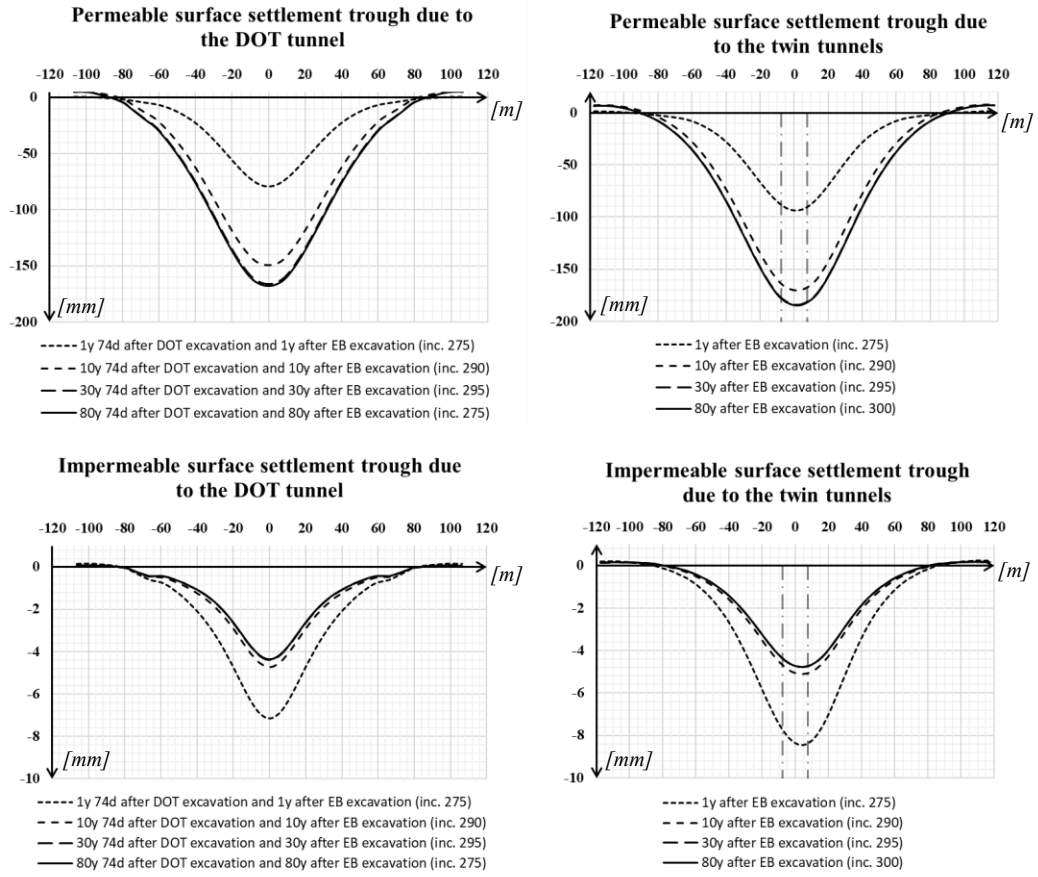 Permeable surface settlement trough due to
the DOT tunnel
-120 -100 -80 -60 -40 -20 0 20 40 60 80 100 120
[m]
0
-50
-100
-150
-200
[mm]
1y 74d after DOT excavation and 1y after EB excavation (inc. 275)
10y 74d after DOT excavation and 10y after EB excavation (inc. 290)
30y 74d after DOT excavation and 30y after EB excavation (inc. 295)
80y 74d after DOT excavation and 80y after EB excavation (inc. 275)
Permeable surface settlement trough due
to the twin tunnels
-120 -100 -80 -60 -40 -20 0 20 40 60 80 100 120
[m]
0
-50
-100
-150
-200
[mm]
1y after EB excavation (inc. 275)
10y after EB excavation (inc. 290)
30y after EB excavation (inc. 295)
80y after EB excavation (inc. 300)
Impermeable surface settlement trough due
to the DOT tunnel
-120 -100 -80 -60 -40 -20 0 20 40 60 80 100 120
[m]
0
-2
-4
-6
-8
-10
[mm]
1y 74d after DOT excavation and 1y after EB excavation (inc. 275)
10y 74d after DOT excavation and 10y after EB excavation (inc. 290)
30y 74d after DOT excavation and 30y after EB excavation (inc. 295)
80y 74d after DOT excavation and 80y after EB excavation (inc. 275)
Impermeable surface settlement trough
due to the twin tunnels
-120 -100 -80 -60 -40 -20 0 20 40 60 80 100 120
[m]
0
-2
-4
-6
-8
-10
[mm]
1y after EB excavation (inc. 275)
10y after EB excavation (inc. 290)
30y after EB excavation (inc. 295)
80y after EB excavation (inc. 300)